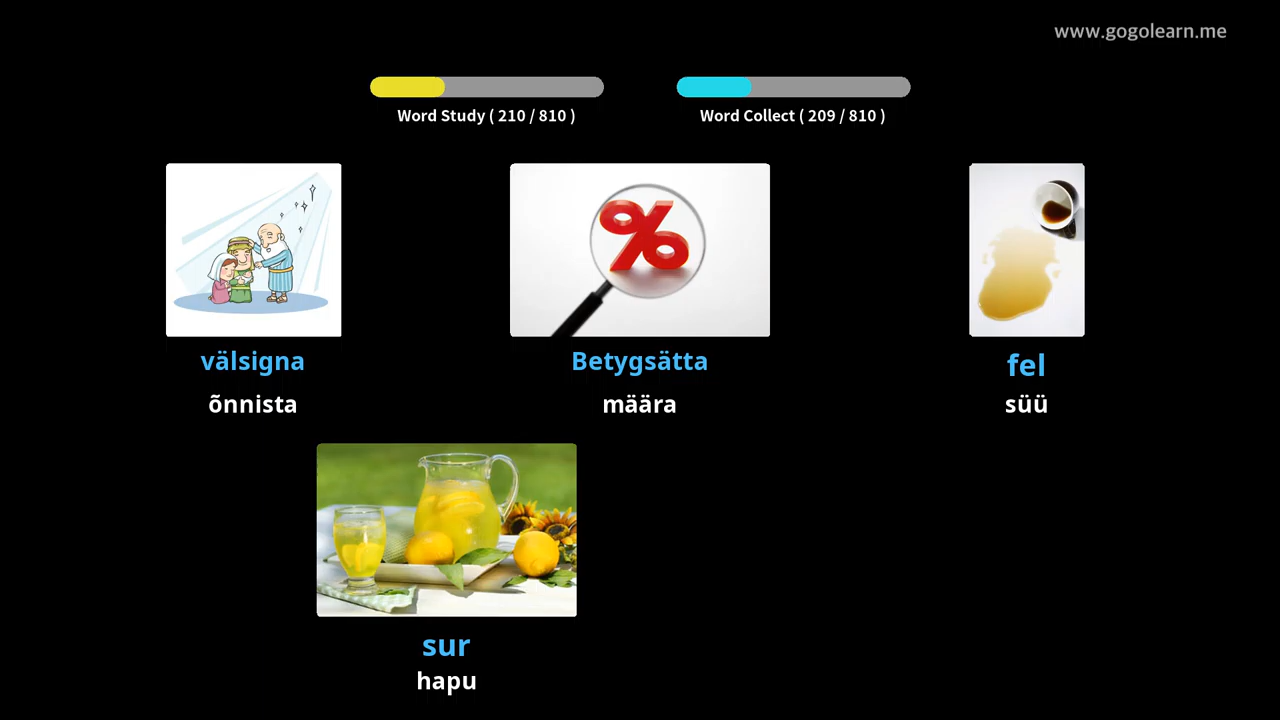 www.gogolearn.me
Word Study ( 210 / 810 )
Word Collect ( 209 / 810 )
välsigna
õnnista
Betygsätta
määra
fel
süü
sur
hapu